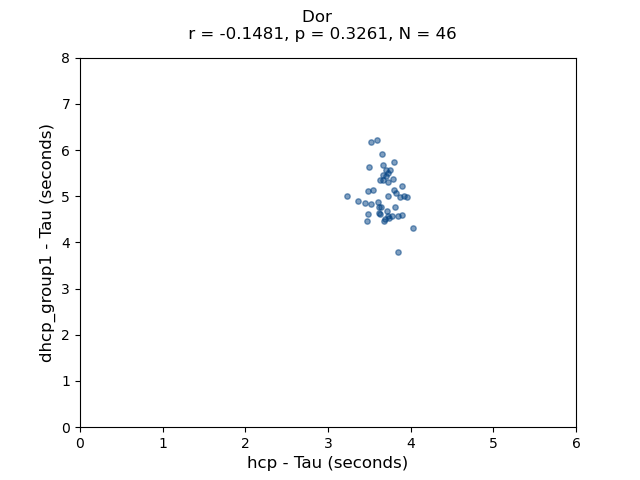 Dor
r = -0.1481, p = 0.3261, N = 46
8
7
6
5
4
3
2
1
0
dhcp_group1 - Tau (seconds)
0 1 2 3 4 5 6
hcp - Tau (seconds)